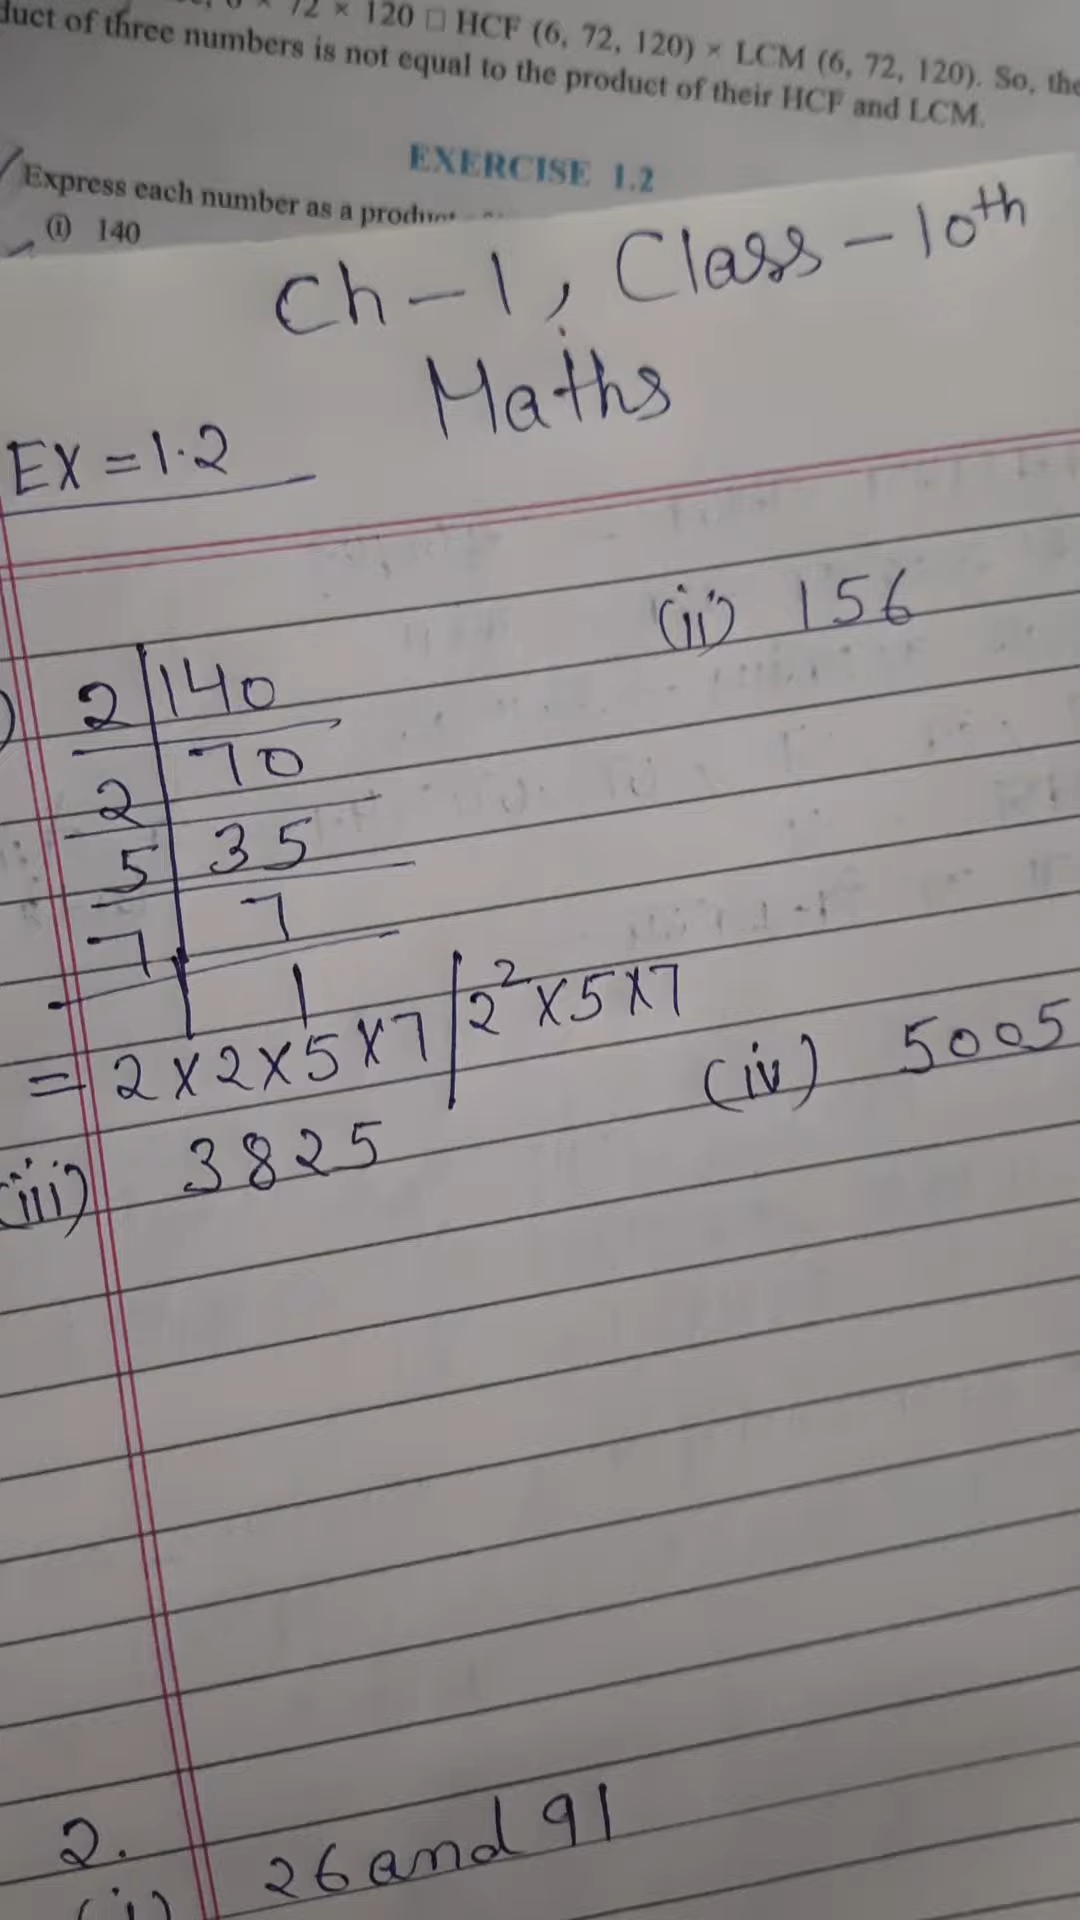 72 × 120 □ HCF (6, 72, 120) × LCM (6, 72, 120). So, the
duct of three numbers is not equal to the product of their HCF and LCM.
EXERCISE 1.2
Express each number as a
(i) 140
Ch-1, Class-10th
Maths
EX = 1.2
(ii) 156
2 140
2 70
5 35
7 7
1
= 2×2×5×7 | 2²×5×7
(iii) 3825
(iv) 5005
2.
(i) 26 and 91